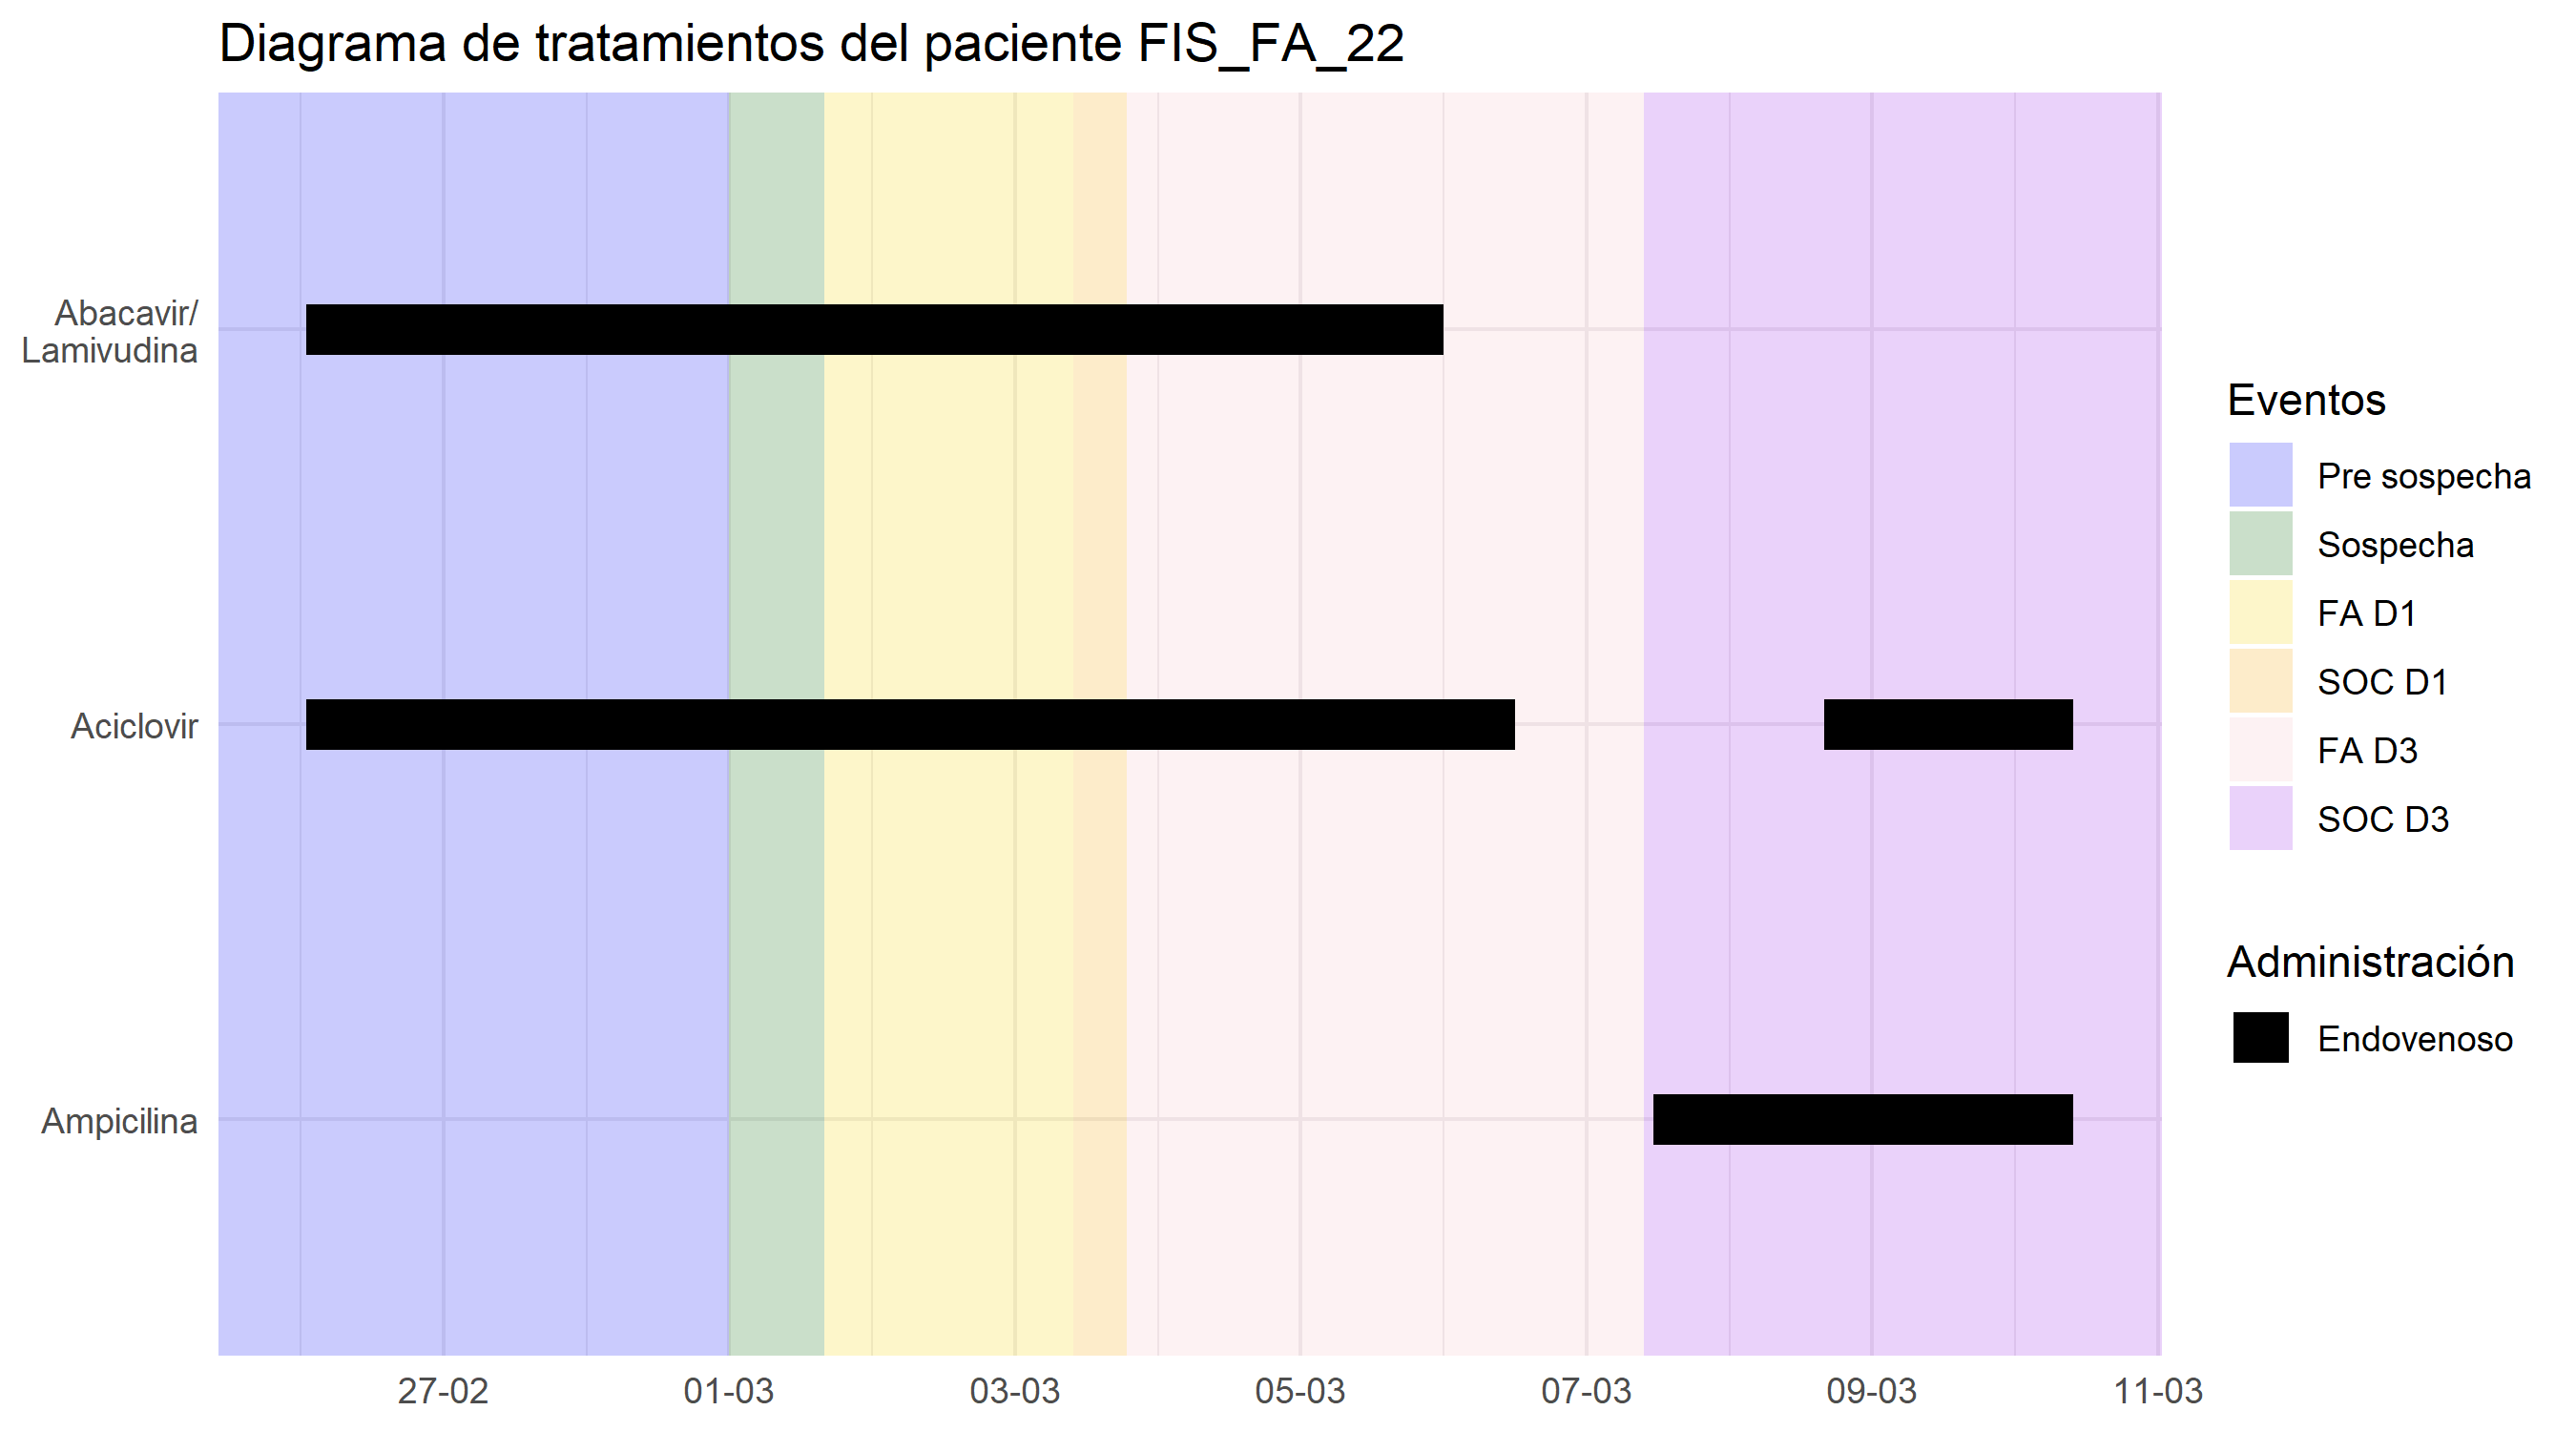 Diagrama de tratamientos del paciente FIS_FA_22
Abacavir/
Lamivudina
Aciclovir
Ampicilina
27-02
01-03
03-03
05-03
07-03
09-03
11-03
Eventos
Pre sospecha
Sospecha
FA D1
SOC D1
FA D3
SOC D3
Administración
Endovenoso